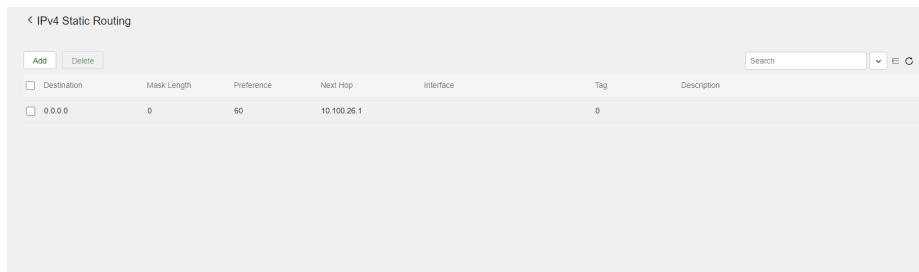 < IPv4 Static Routing
Add Delete Search
Destination Mask Length Preference Next Hop Interface Tag Description
0.0.0.0 0 60 10.100.26.1 0